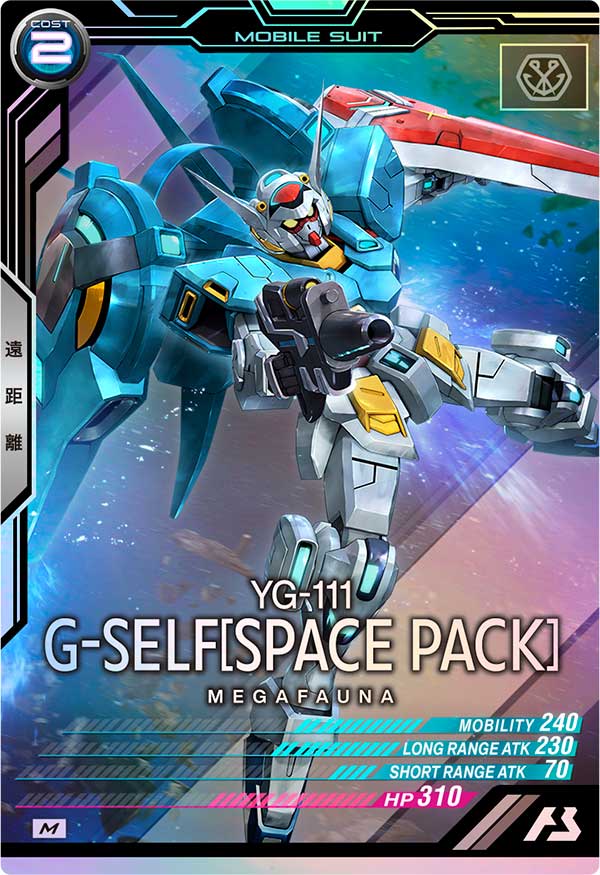 COST
2
MOBILE SUIT
遠距離
YG-111
G-SELF[SPACE PACK]
MEGAFAUNA
MOBILITY 240
LONG RANGE ATK 230
SHORT RANGE ATK 70
HP 310
M